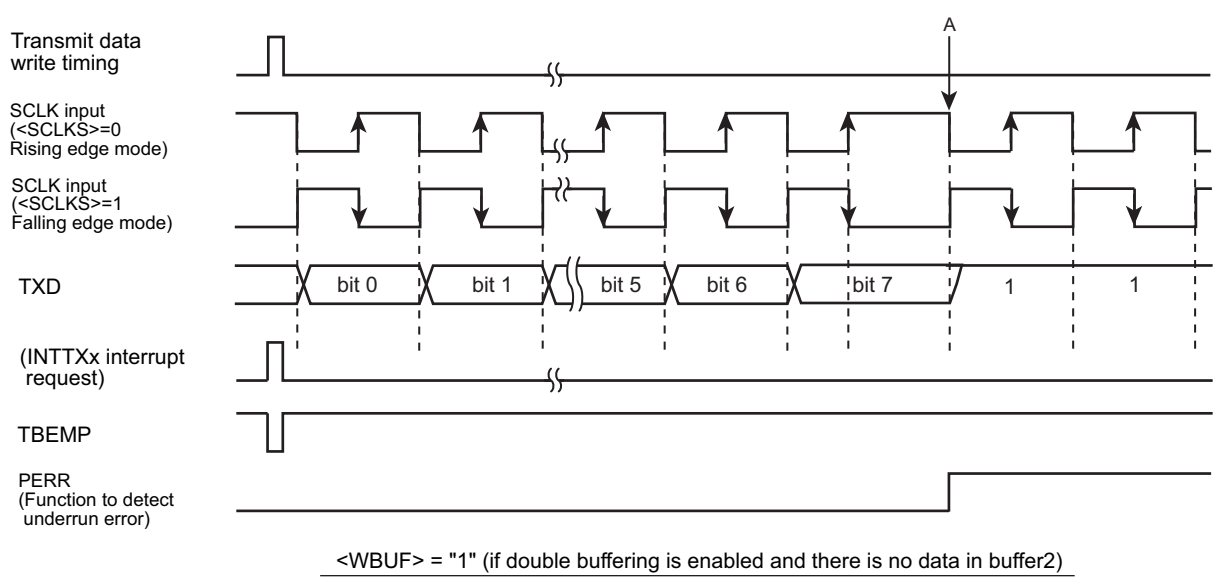 A
Transmit data
write timing
SCLK input
(<SCLKS>=0
Rising edge mode)
SCLK input
(<SCLKS>=1
Falling edge mode)
TXD
bit 0
bit 1
bit 5
bit 6
bit 7
1
1
(INTTXx interrupt
request)
TBEMP
PERR
(Function to detect
underrun error)
<WBUF> = "1" (if double buffering is enabled and there is no data in buffer2)